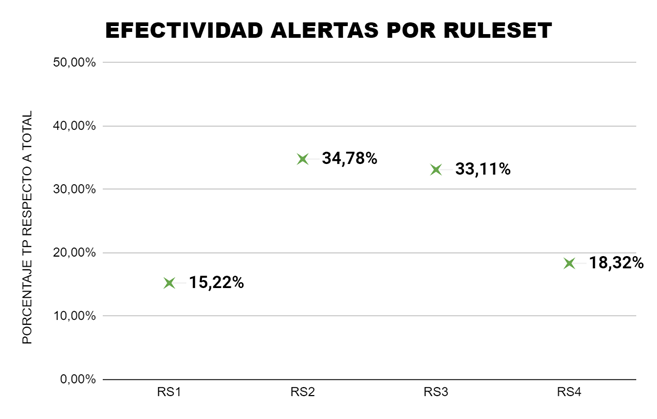 EFECTIVIDAD ALERTAS POR RULESET
PORCENTAJE TP RESPECTO A TOTAL
50,00%
40,00%
30,00%
20,00%
10,00%
0,00%
15,22%
34,78%
33,11%
18,32%
RS1
RS2
RS3
RS4